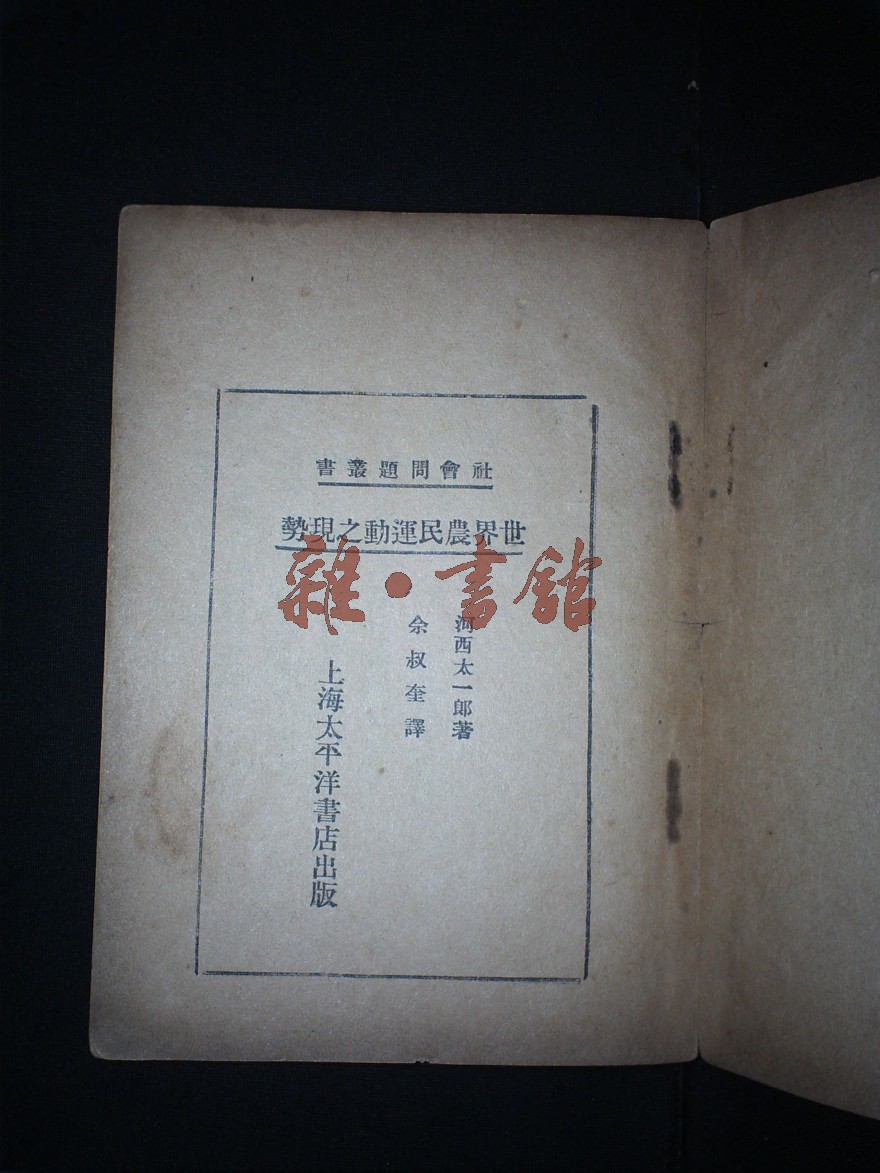 社會問題叢書
世界農民運動之現勢
河西太一郎著
余叔奎譯
上海太平洋書店出版
雜·書館